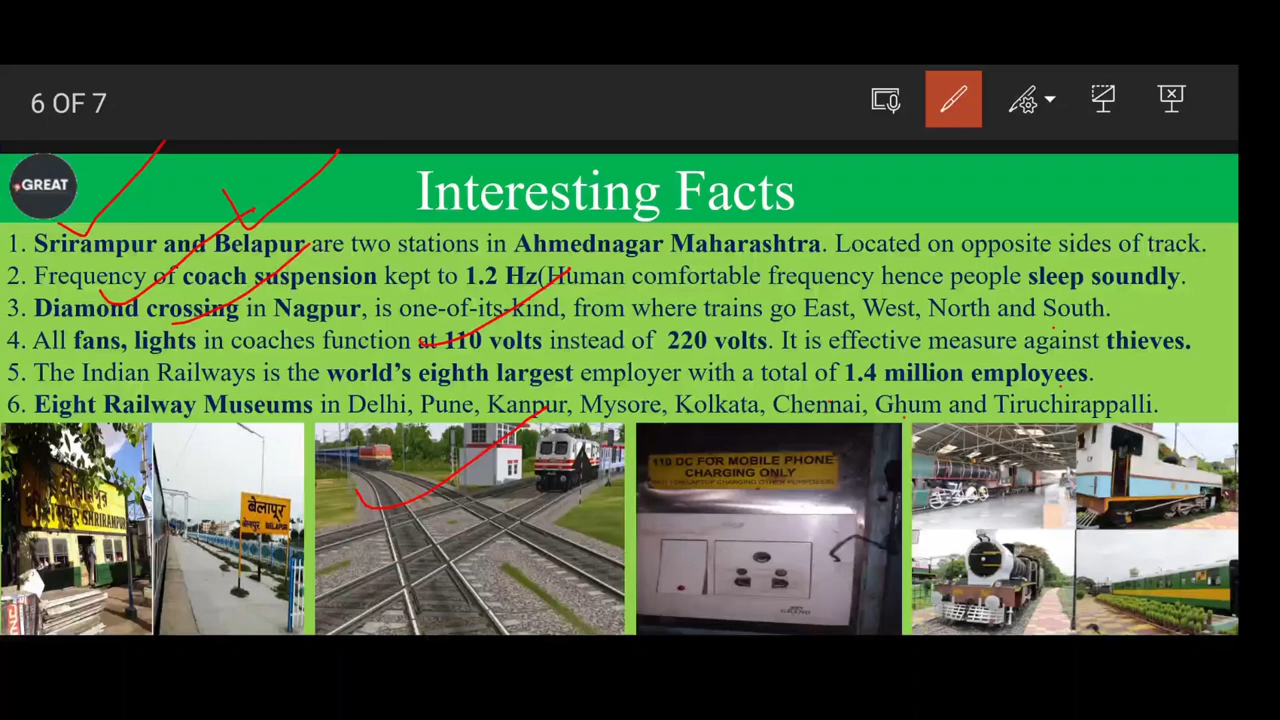 6 OF 7
GREAT
Interesting Facts
1. Srirampur and Belapur are two stations in Ahmednagar Maharashtra. Located on opposite sides of track.
2. Frequency of coach suspension kept to 1.2 Hz(Human comfortable frequency hence people sleep soundly.
3. Diamond crossing in Nagpur, is one-of-its-kind, from where trains go East, West, North and South.
4. All fans, lights in coaches function at 110 volts instead of 220 volts. It is effective measure against thieves.
5. The Indian Railways is the world’s eighth largest employer with a total of 1.4 million employees.
6. Eight Railway Museums in Delhi, Pune, Kanpur, Mysore, Kolkata, Chennai, Ghum and Tiruchirappalli.
SHRIRAMPUR
बेलापूर
बेलापुर BELAPUR
110 DC FOR MOBILE PHONE
CHARGING ONLY